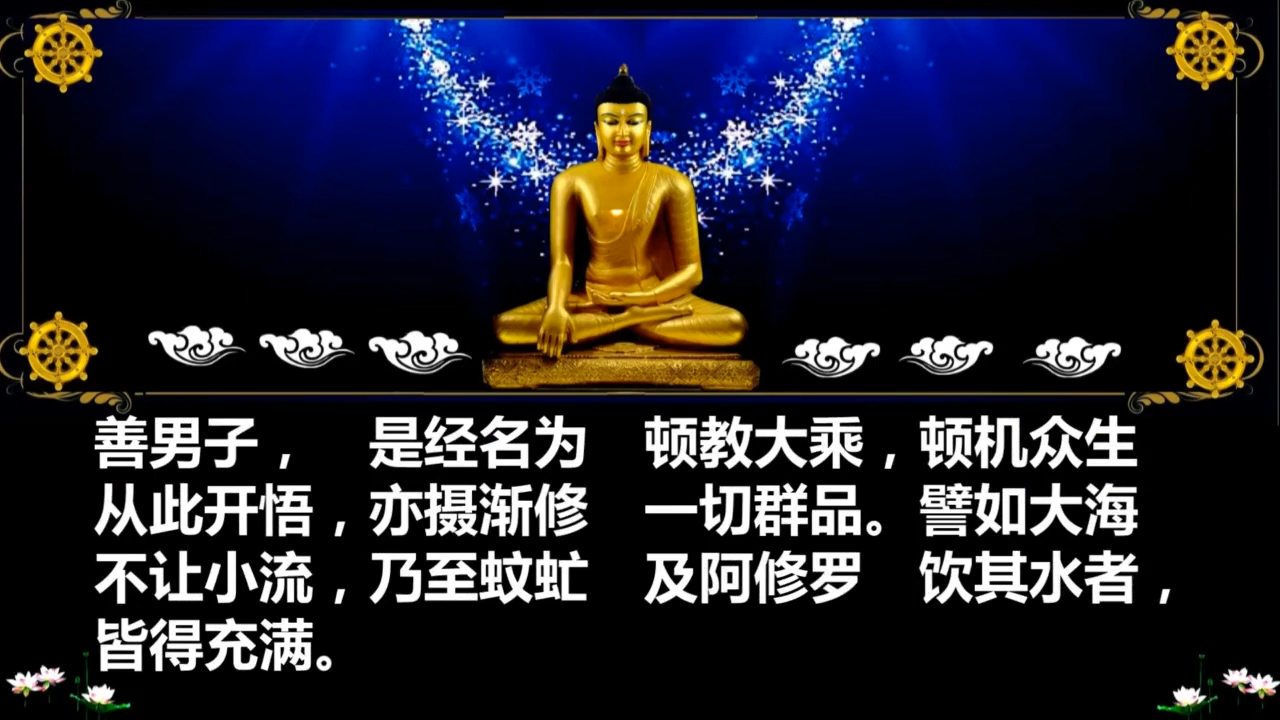 善男子， 是经名为 顿教大乘，顿机众生
从此开悟，亦摄渐修 一切群品。譬如大海
不让小流，乃至蚊虻 及阿修罗 饮其水者，
皆得充满。